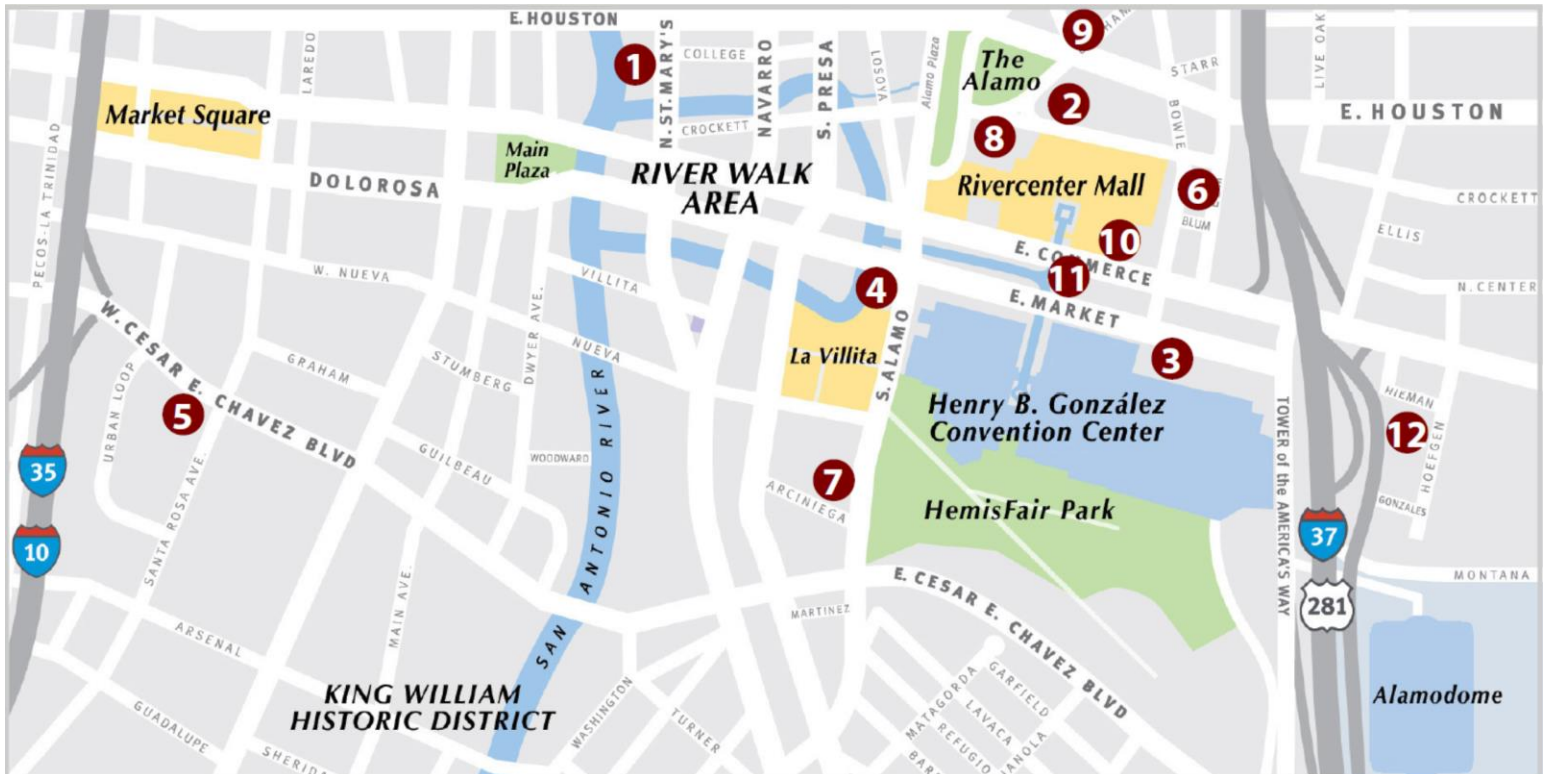 E. HOUSTON
9
STARR
LIVE OAK
LAREDO
1
N. ST. MARY'S
COLLEGE
NAVARRO
S. PRESA
LOSOYA
Alamo Plaza
The
Alamo
2
BOWIE
E. HOUSTON
Market Square
CROCKETT
8
Main
Plaza
RIVER WALK
AREA
Rivercenter Mall
6
BLUM
CROCKETT
DOLOROSA
PECOS-LA TRINIDAD
ELLIS
10
E. COMMERCE
11
W. NUEVA
VILLITA
4
E. MARKET
N. CENTER
W. CESAR E. CHAVEZ BLVD
DWYER AVE.
NUEVA
La Villita
S. ALAMO
3
GRAHAM
STUMBERG
URBAN LOOP
5
HIEMAN
Henry B. González
Convention Center
12
HOEFGEN
TOWER of the AMERICA'S WAY
35
GUILBEAU
WOODWARD
SAN ANTONIO RIVER
7
ARCINIEGA
HemisFair Park
GONZALES
SANTA ROSA AVE.
10
37
MONTANA
E. CESAR E. CHAVEZ BLVD
MARTINEZ
281
MAIN AVE.
ARSENAL
KING WILLIAM
HISTORIC DISTRICT
Alamodome
GUADALUPE
WASHINGTON
TURNER
MATAGORDA
GARFIELD
LAVACA
REFUGIO